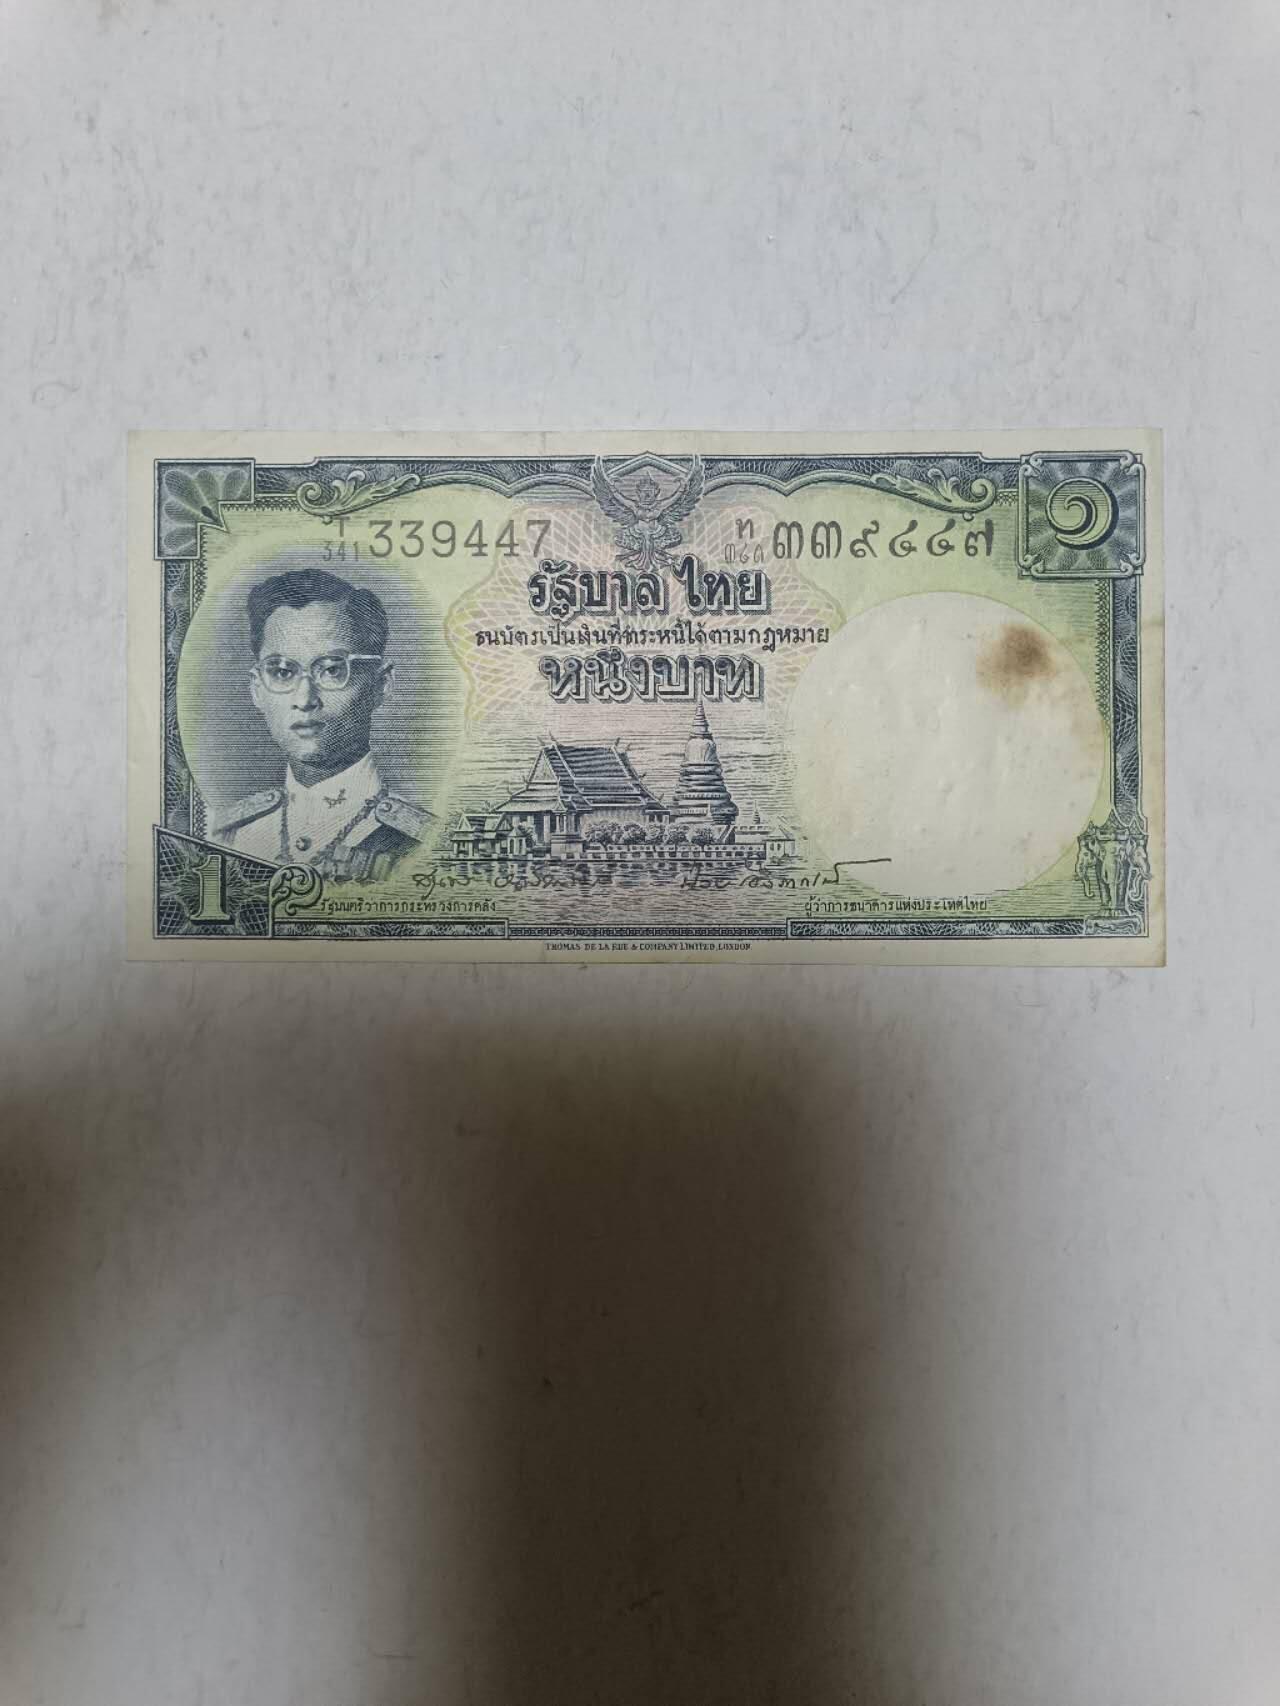 T
341 339447
ท
๓๔๑ ๓๓๙๔๔๗
๑
รัฐบาลไทย
ธนบัตรเป็นเงินที่ชำระหนี้ได้ตามกฎหมาย
หนึ่งบาท
1
๑
รัฐมนตรีว่าการกระทรวงการคลัง
ผู้ว่าการธนาคารแห่งประเทศไทย
THOMAS DE LA RUE & COMPANY LIMITED, LONDON.